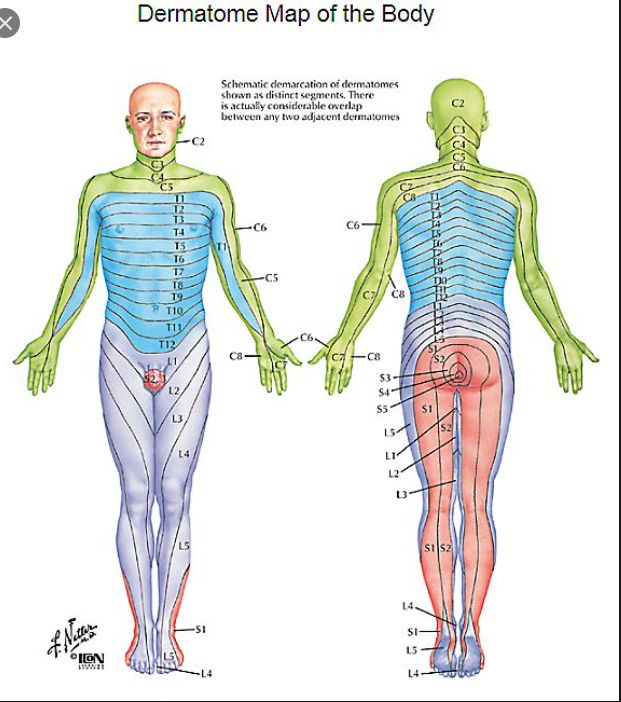 Dermatome Map of the Body
Schematic demarcation of dermatomes
shown as distinct segments. There
is actually considerable overlap
between any two adjacent dermatomes
C2
C3
C4
C5
T1
T2
T3
T4
T5
T6
T7
T8
T9
T10
T11
T12
L1
S2,
L2
L3
L4
L5
S1
L5
L4
T1
C6
C5
C6
C8
C7
C2
C3
C4
C5
C6
C7
C8
T1
T2
T3
T4
T5
T6
T7
T8
T9
T10
T11
T12
L1
L5
S1
S2
C6
C7
C8
C7
C8
S3
S4
S5
S1
S2
L5
L1
L2
L3
S1
S2
L4
S1
L5
L4
F. Netter
M.D.
© ICON